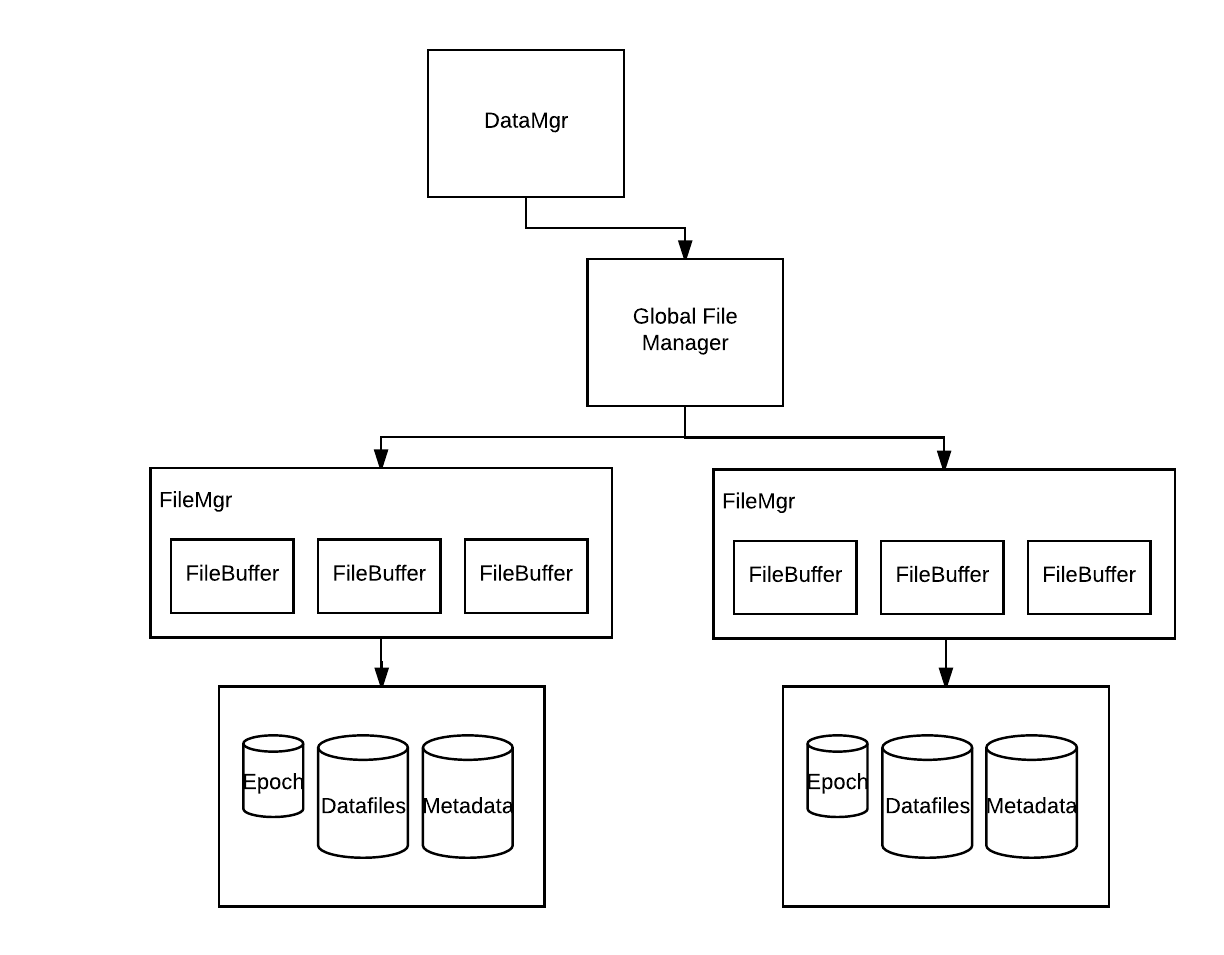 DataMgr
Global File
Manager
FileMgr
FileBuffer FileBuffer FileBuffer
FileMgr
FileBuffer FileBuffer FileBuffer
Epoch Datafiles Metadata
Epoch Datafiles Metadata